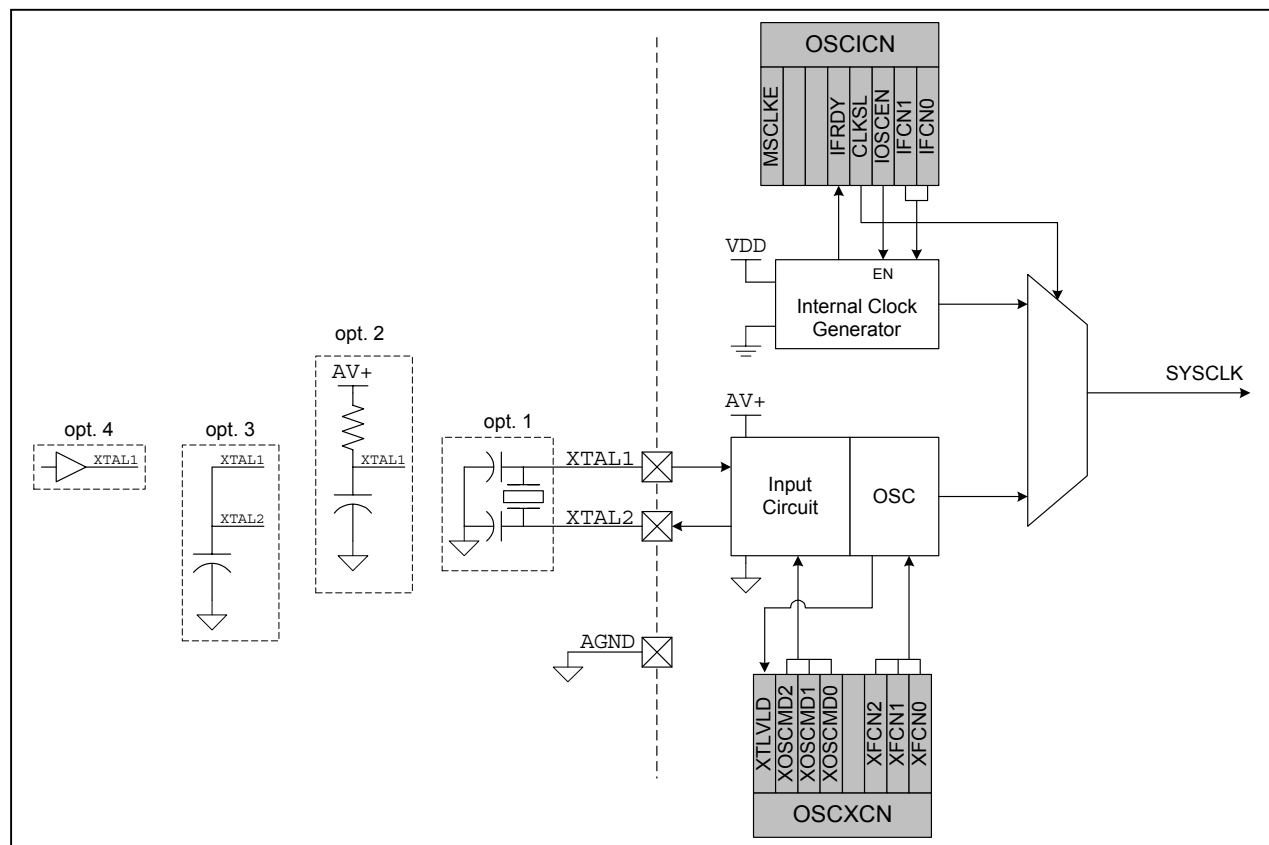 OSCICN
MSCLKE
IFRDY
CLKSL
IOSCEN
IFCN1
IFCN0
VDD
EN
Internal Clock
Generator
opt. 2
AV+
XTAL1
SYSCLK
opt. 4
XTAL1
opt. 3
XTAL1
XTAL2
opt. 1
XTAL1
XTAL2
AV+
Input
Circuit
OSC
AGND
XTLVLD
XOSCMD2
XOSCMD1
XOSCMD0
XFCN2
XFCN1
XFCN0
OSCXCN